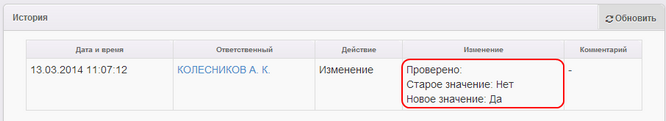 История
Обновить
Дата и время Ответственный Действие Изменение Комментарий
13.03.2014 11:07:12 КОЛЕСНИКОВ А. К. Изменение Проверено: -
Старое значение: Нет
Новое значение: Да